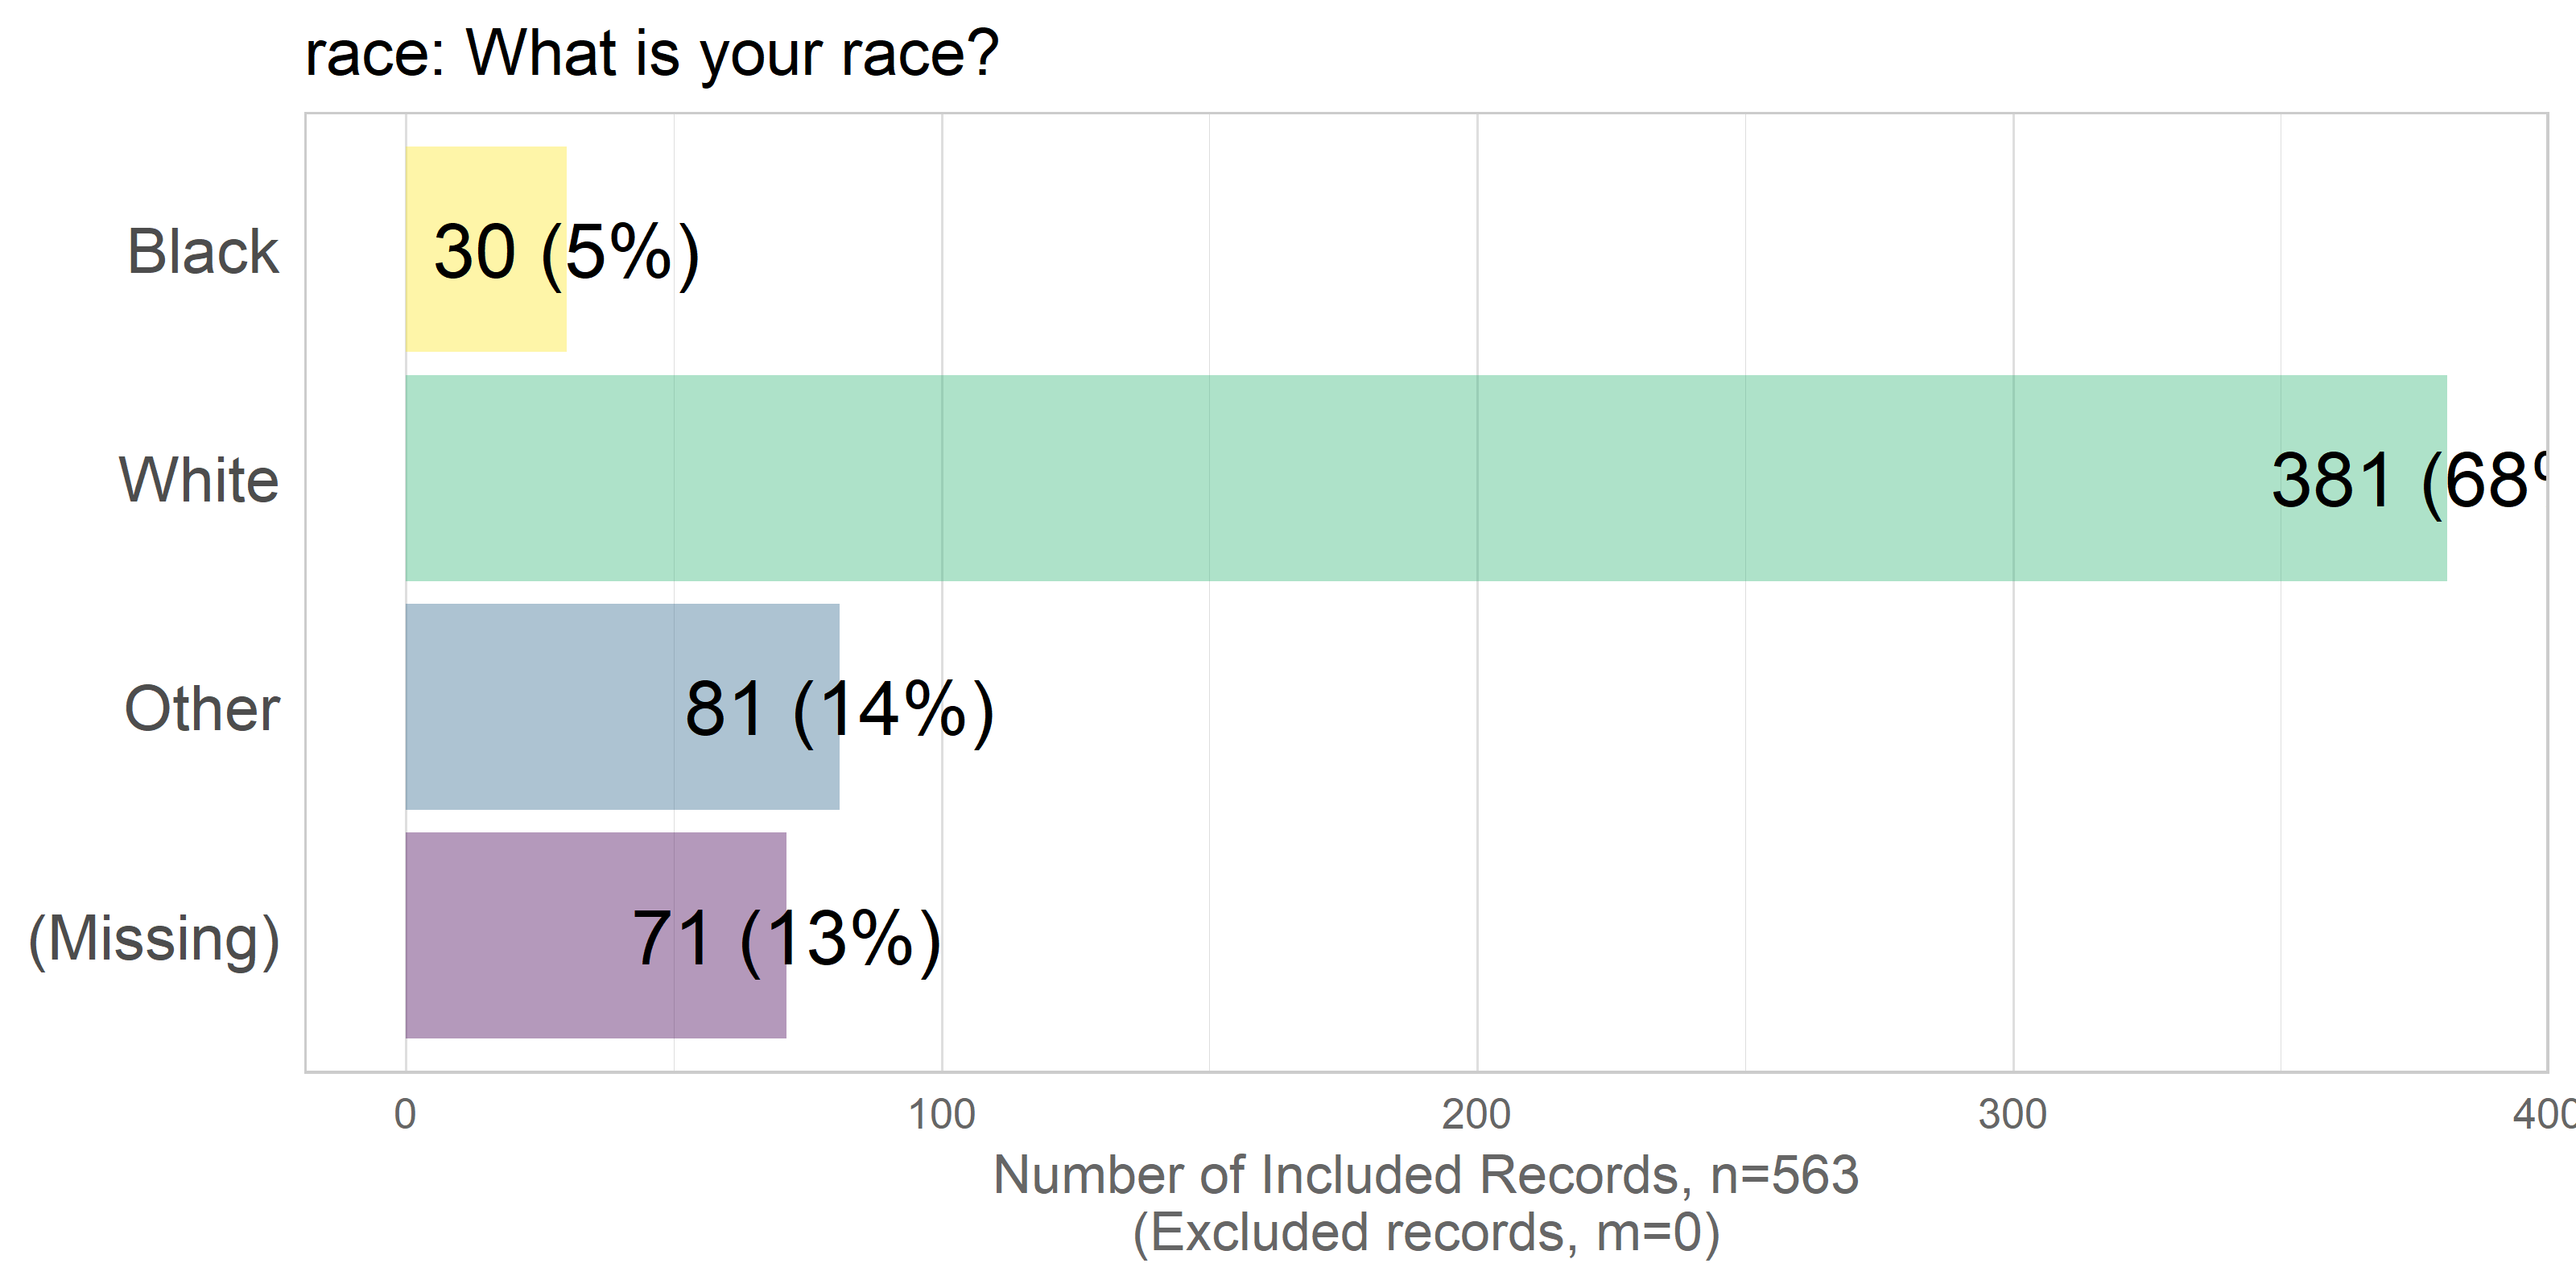 race: What is your race?
Black
30 (5%)
White
381 (68%
Other
81 (14%)
(Missing)
71 (13%)
0 100 200 300 400
Number of Included Records, n=563
(Excluded records, m=0)